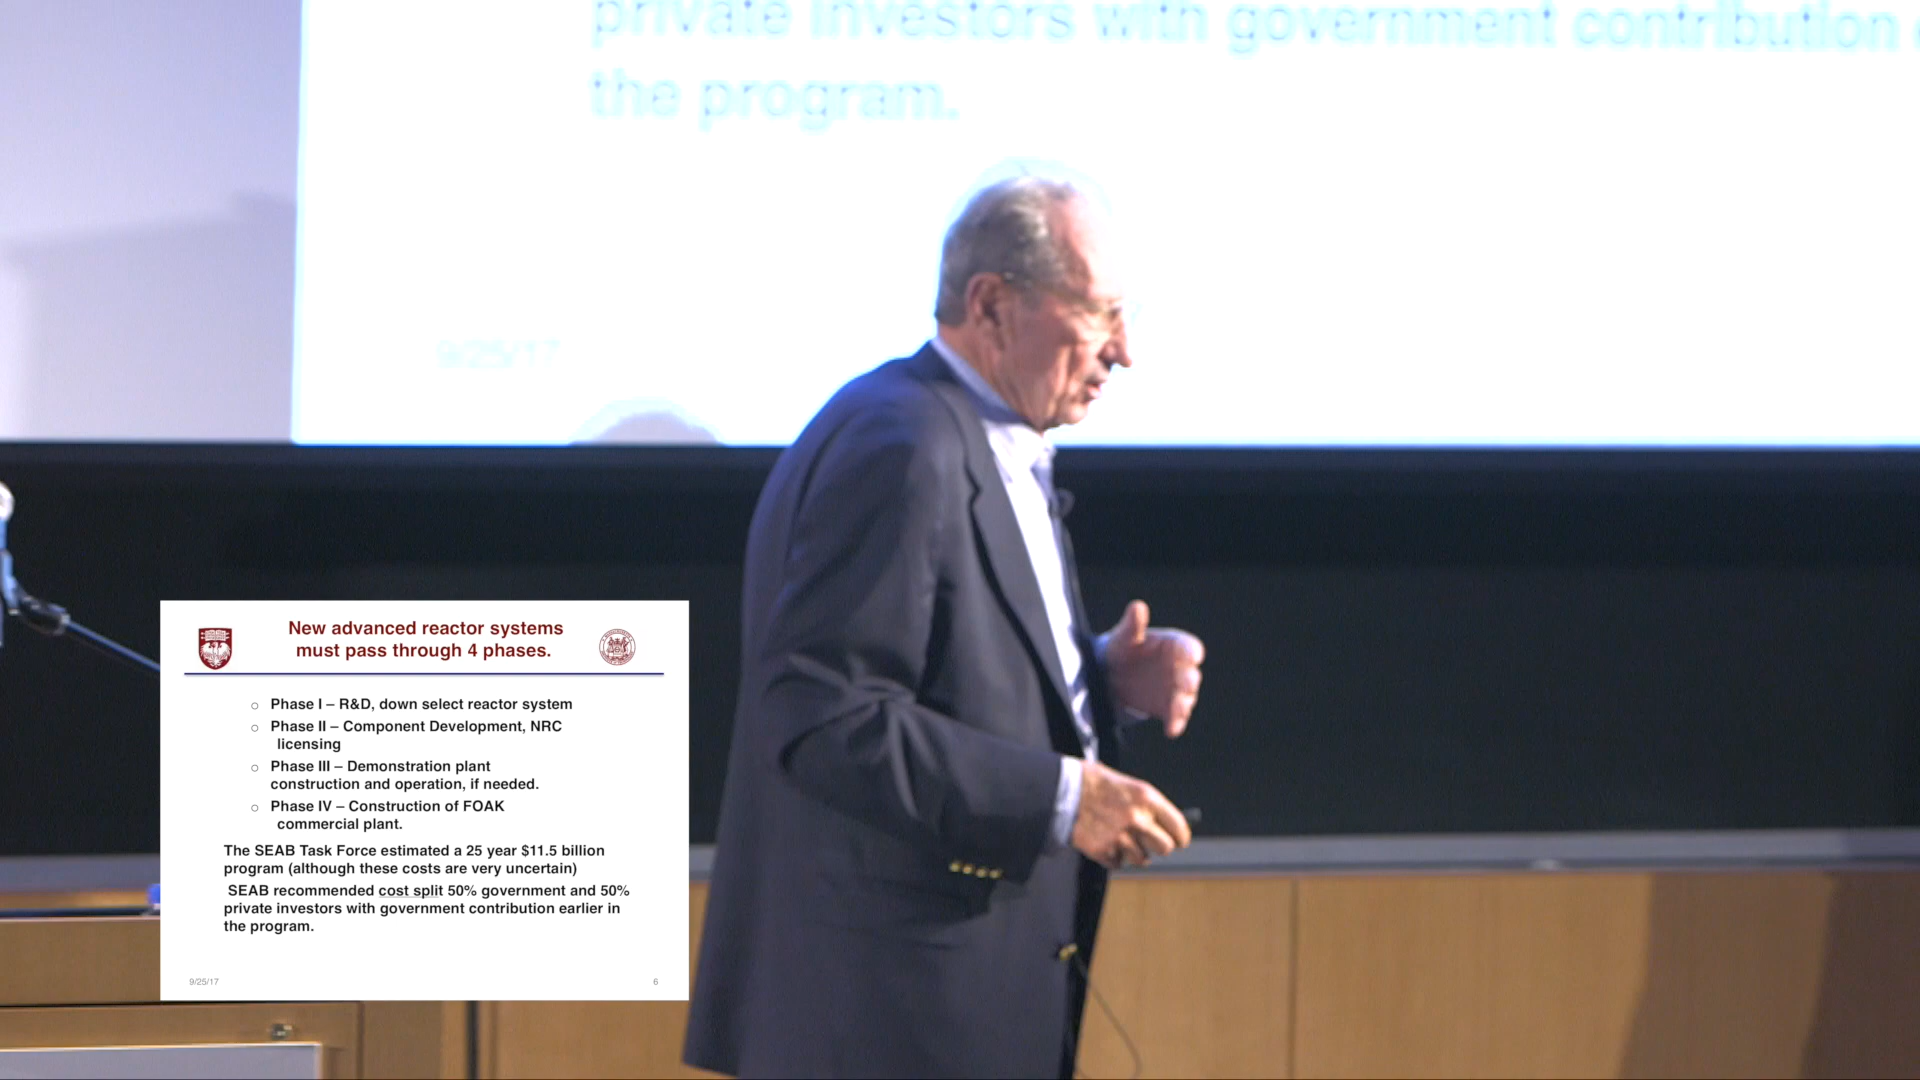 private investors with government contribution
the program.
9/25/17
New advanced reactor systems
must pass through 4 phases.
○ Phase I – R&D, down select reactor system
○ Phase II – Component Development, NRC
licensing
○ Phase III – Demonstration plant
construction and operation, if needed.
○ Phase IV – Construction of FOAK
commercial plant.
The SEAB Task Force estimated a 25 year $11.5 billion
program (although these costs are very uncertain)
SEAB recommended cost split 50% government and 50%
private investors with government contribution earlier in
the program.
9/25/17
6